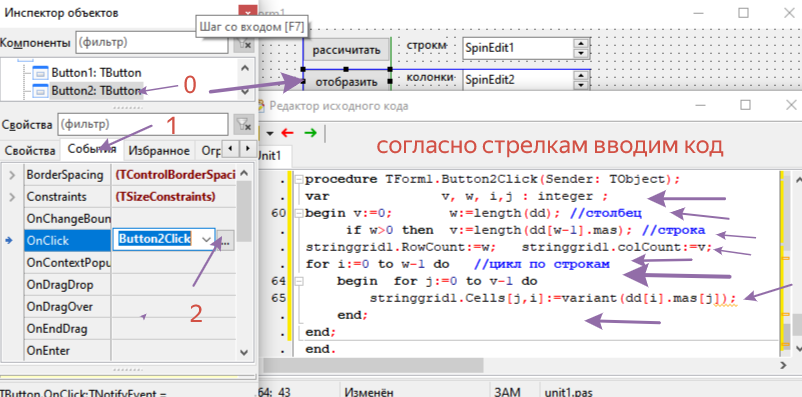 Инспектор объектов
Шаг со входом [F7]
Компоненты (фильтр)
Button1: TButton
Button2: TButton
0
Свойства (фильтр)
1
Свойства События Избранное Огр
BorderSpacing (TControlBorderSpaci
Constraints (TSizeConstraints)
OnChangeBoun
OnClick Button2Click ...
OnContextPopu
OnDragDrop
OnDragOver
OnEndDrag
OnEnter
2
TButton.OnClick:TNotifyEvent =
рассичитать строкм SpinEdit1
отобразить колонки SpinEdit2
Редактор исходного кода
согласно стрелкам вводим код
Unit1
procedure TForm1.Button2Click(Sender: TObject);
var v, w, i,j : integer ;
60 begin v:=0; w:=length(dd); //столбец
if w>0 then v:=length(dd[w-1].mas); //строка
stringgrid1.RowCount:=w; stringgrid1.colCount:=v;
for i:=0 to w-1 do //цикл по строкам
64 begin for j:=0 to v-1 do
65 stringgrid1.Cells[j,i]:=variant(dd[i].mas[j]);
end;
end;
end.
64: 43 Изменён ЗАМ unit1.pas